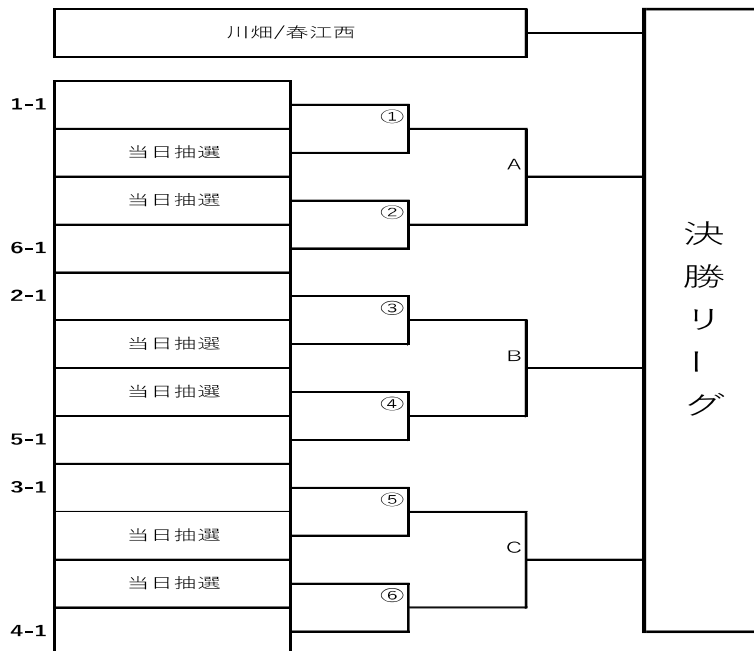 川畑/春江西
1-1
①
当日抽選
A
当日抽選
②
6-1
2-1
③
当日抽選
B
当日抽選
④
5-1
3-1
⑤
当日抽選
C
当日抽選
⑥
4-1
決勝リーグ